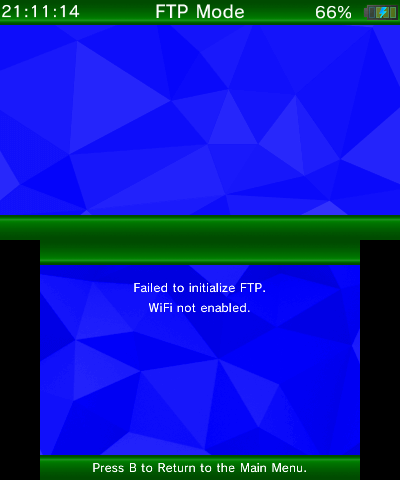 21:11:14 FTP Mode 66%
Failed to initialize FTP.
WiFi not enabled.
Press B to Return to the Main Menu.